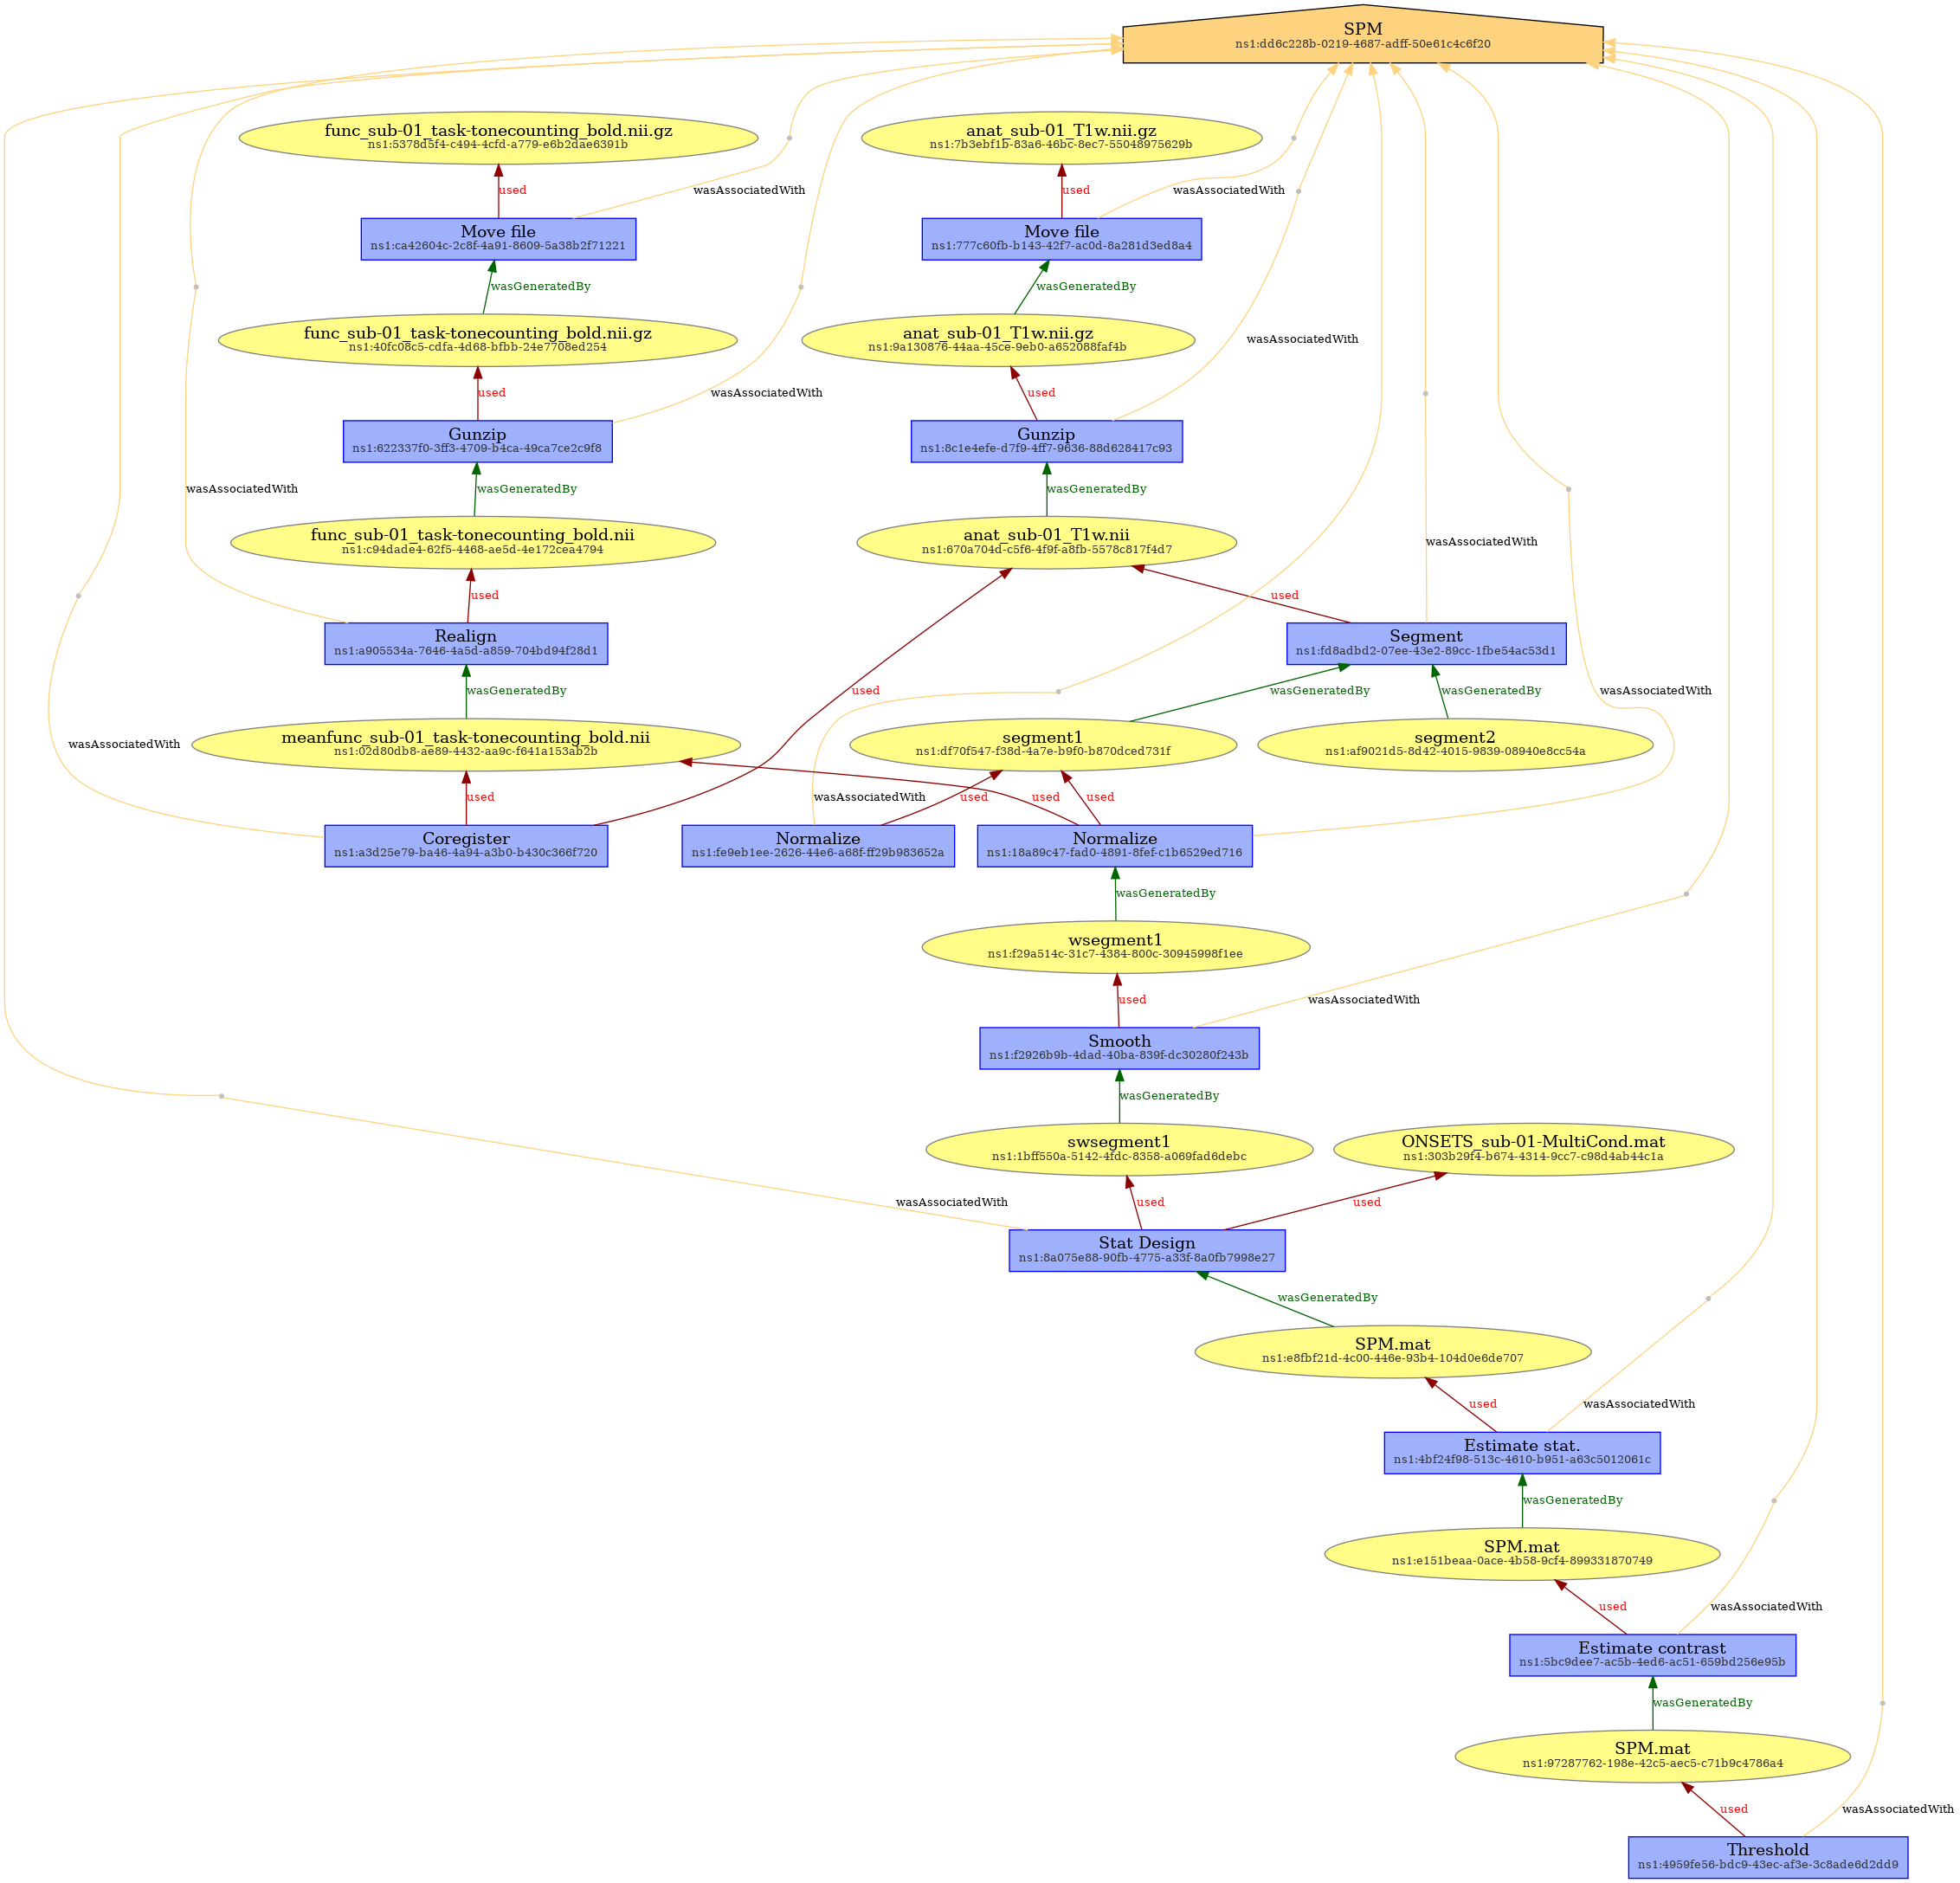 SPM
ns1:dd6c228b-0219-4687-adff-50e61c4c6f20
func_sub-01_task-tonecounting_bold.nii.gz
ns1:5378d5f4-c494-4cfd-a779-e6b2dae6391b
anat_sub-01_T1w.nii.gz
ns1:7b3ebf1b-83a6-46bc-8ec7-55048975629b
used
wasAssociatedWith
used
wasAssociatedWith
Move file
ns1:ca42604c-2c8f-4a91-8609-5a38b2f71221
Move file
ns1:777c60fb-b143-42f7-ac0d-8a281d3ed8a4
wasGeneratedBy
wasGeneratedBy
func_sub-01_task-tonecounting_bold.nii.gz
ns1:40fc08c5-cdfa-4d68-bfbb-24e7708ed254
anat_sub-01_T1w.nii.gz
ns1:9a130876-44aa-45ce-9eb0-a652088faf4b
wasAssociatedWith
used
wasAssociatedWith
used
Gunzip
ns1:622337f0-3ff3-4709-b4ca-49ca7ce2c9f8
Gunzip
ns1:8c1e4efe-d7f9-4ff7-9636-88d628417c93
wasAssociatedWith
wasGeneratedBy
wasGeneratedBy
func_sub-01_task-tonecounting_bold.nii
ns1:c94dade4-62f5-4468-ae5d-4e172cea4794
anat_sub-01_T1w.nii
ns1:670a704d-c5f6-4f9f-a8fb-5578c817f4d7
wasAssociatedWith
used
used
Realign
ns1:a905534a-7646-4a5d-a859-704bd94f28d1
Segment
ns1:fd8adbd2-07ee-43e2-89cc-1fbe54ac53d1
wasGeneratedBy
used
wasGeneratedBy
wasGeneratedBy
wasAssociatedWith
wasAssociatedWith
meanfunc_sub-01_task-tonecounting_bold.nii
ns1:02d80db8-ae89-4432-aa9c-f641a153ab2b
segment1
ns1:df70f547-f38d-4a7e-b9f0-b870dced731f
segment2
ns1:af9021d5-8d42-4015-9839-08940e8cc54a
used
wasAssociatedWith
used
used
used
Coregister
ns1:a3d25e79-ba46-4a94-a3b0-b430c366f720
Normalize
ns1:fe9eb1ee-2626-44e6-a68f-ff29b983652a
Normalize
ns1:18a89c47-fad0-4891-8fef-c1b6529ed716
wasGeneratedBy
wsegment1
ns1:f29a514c-31c7-4384-800c-30945998f1ee
used
wasAssociatedWith
Smooth
ns1:f2926b9b-4dad-40ba-839f-dc30280f243b
wasGeneratedBy
swsegment1
ns1:1bff550a-5142-4fdc-8358-a069fad6debc
ONSETS_sub-01-MultiCond.mat
ns1:303b29f4-b674-4314-9cc7-c98d4ab44c1a
wasAssociatedWith
used
used
Stat Design
ns1:8a075e88-90fb-4775-a33f-8a0fb7998e27
wasGeneratedBy
SPM.mat
ns1:e8fbf21d-4c00-446e-93b4-104d0e6de707
used
wasAssociatedWith
Estimate stat.
ns1:4bf24f98-513c-4610-b951-a63c5012061c
wasGeneratedBy
SPM.mat
ns1:e151beaa-0ace-4b58-9cf4-899331870749
used
wasAssociatedWith
Estimate contrast
ns1:5bc9dee7-ac5b-4ed6-ac51-659bd256e95b
wasGeneratedBy
SPM.mat
ns1:97287762-198e-42c5-aec5-c71b9c4786a4
used
wasAssociatedWith
Threshold
ns1:4959fe56-bdc9-43ec-af3e-3c8ade6d2dd9